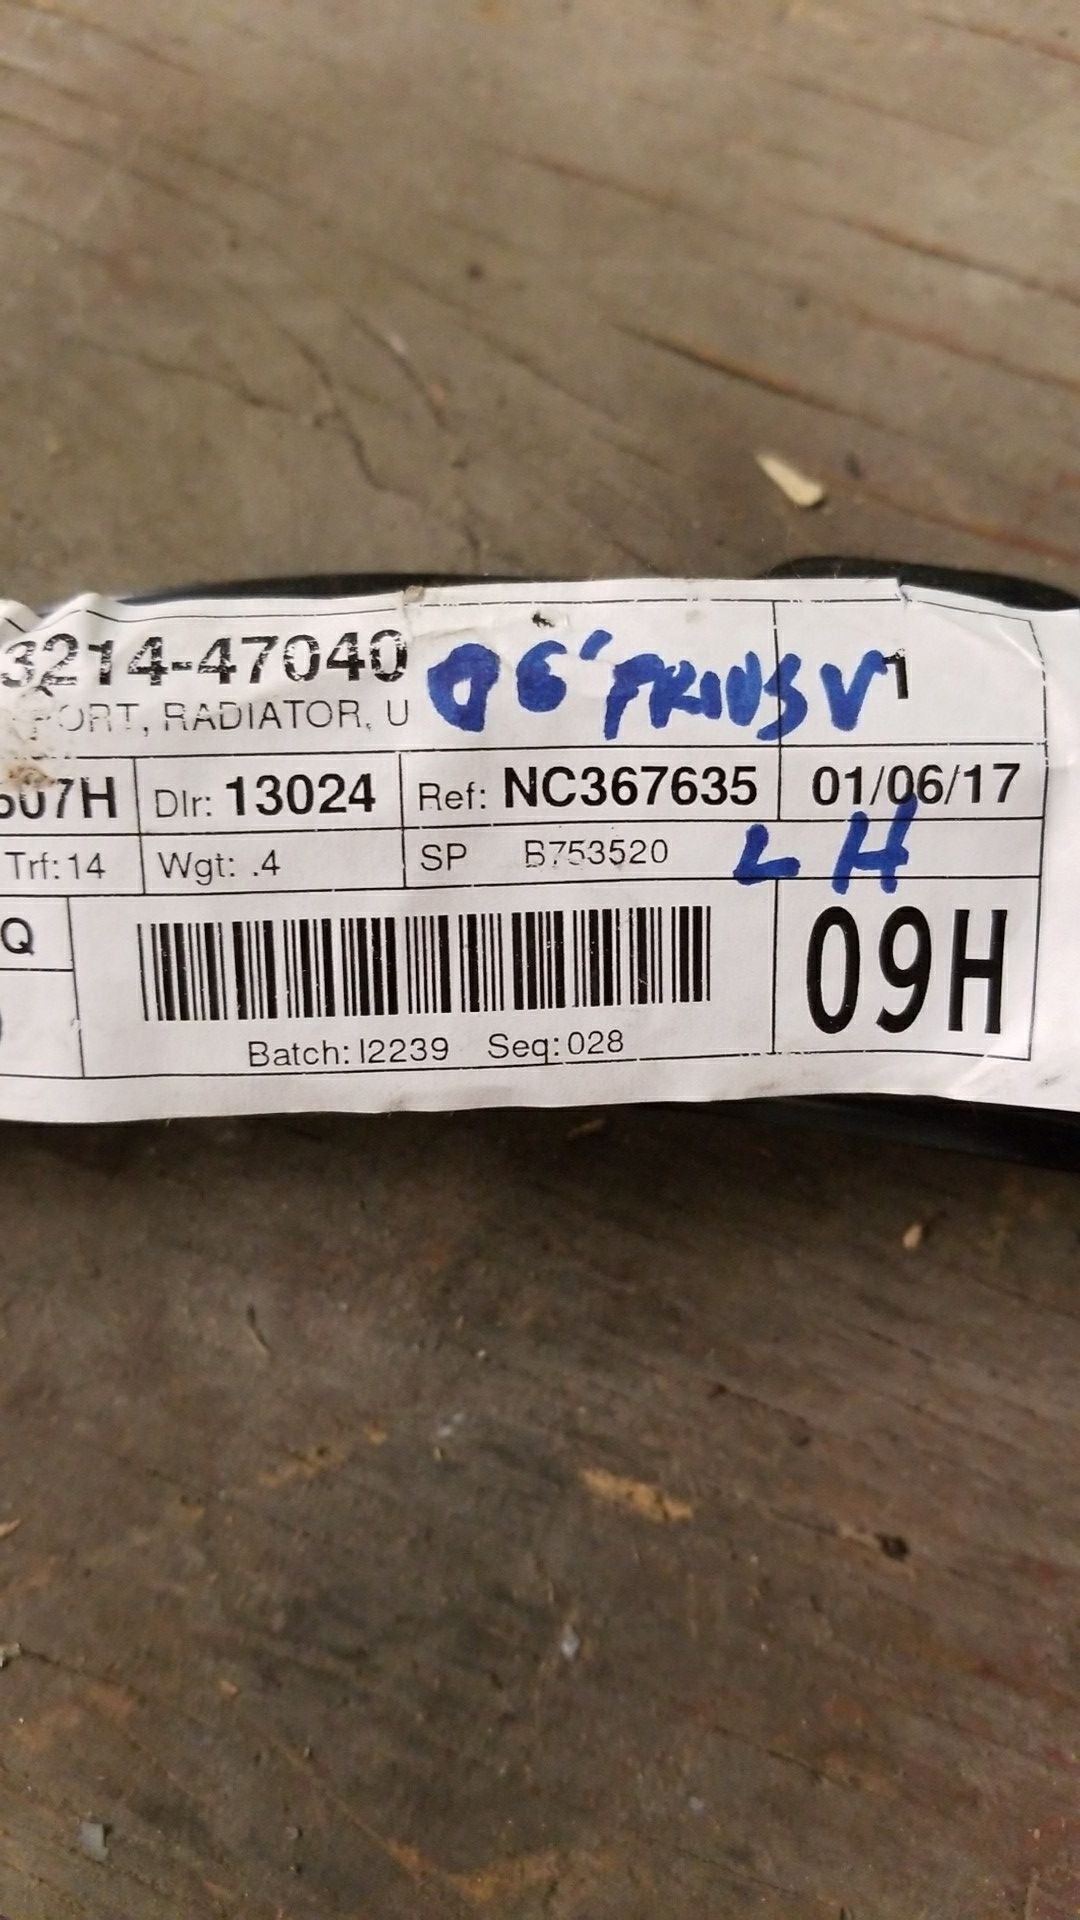 3214-47040 06' PRIUS V 1
PORT, RADIATOR, U
607H Dlr: 13024 Ref: NC367635 01/06/17
Trf: 14 Wgt: .4 SP B753520 LH
Q
09H
Batch: I2239 Seq: 028